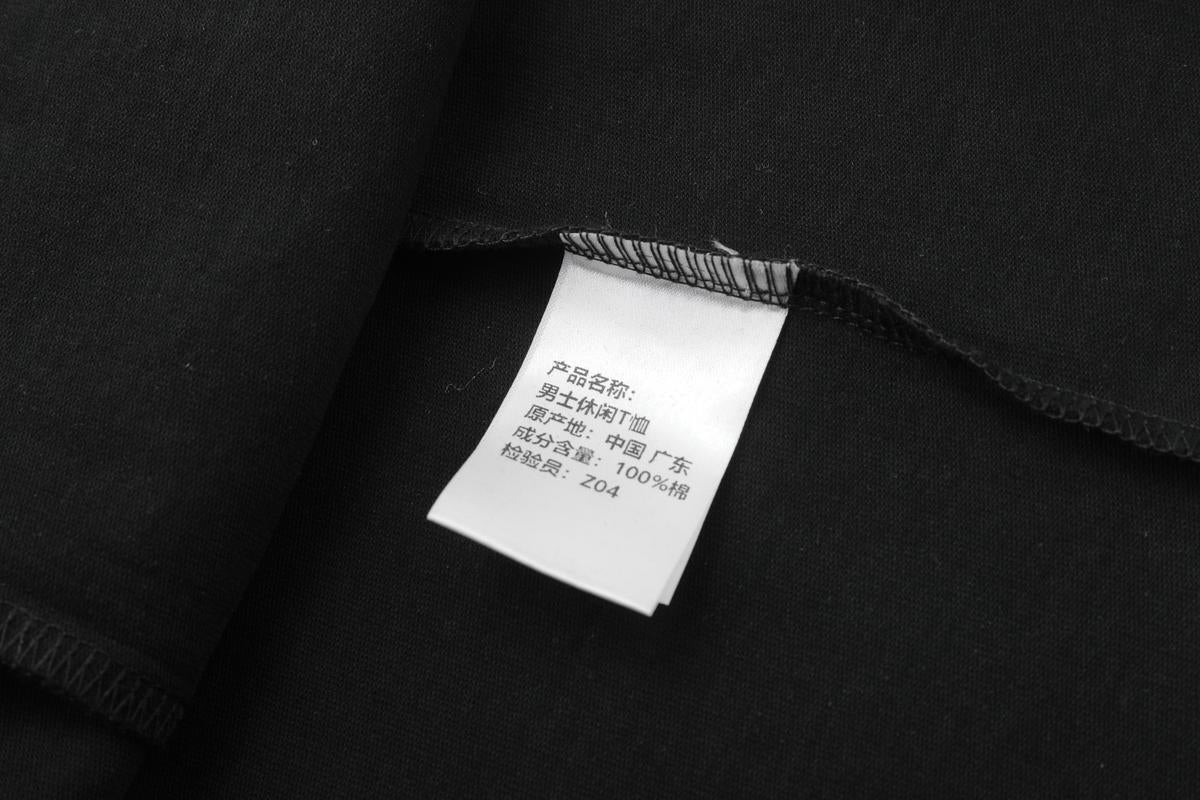 产品名称：
男士休闲T恤
原产地：中国 广东
成分含量：100%棉
检验员：Z04